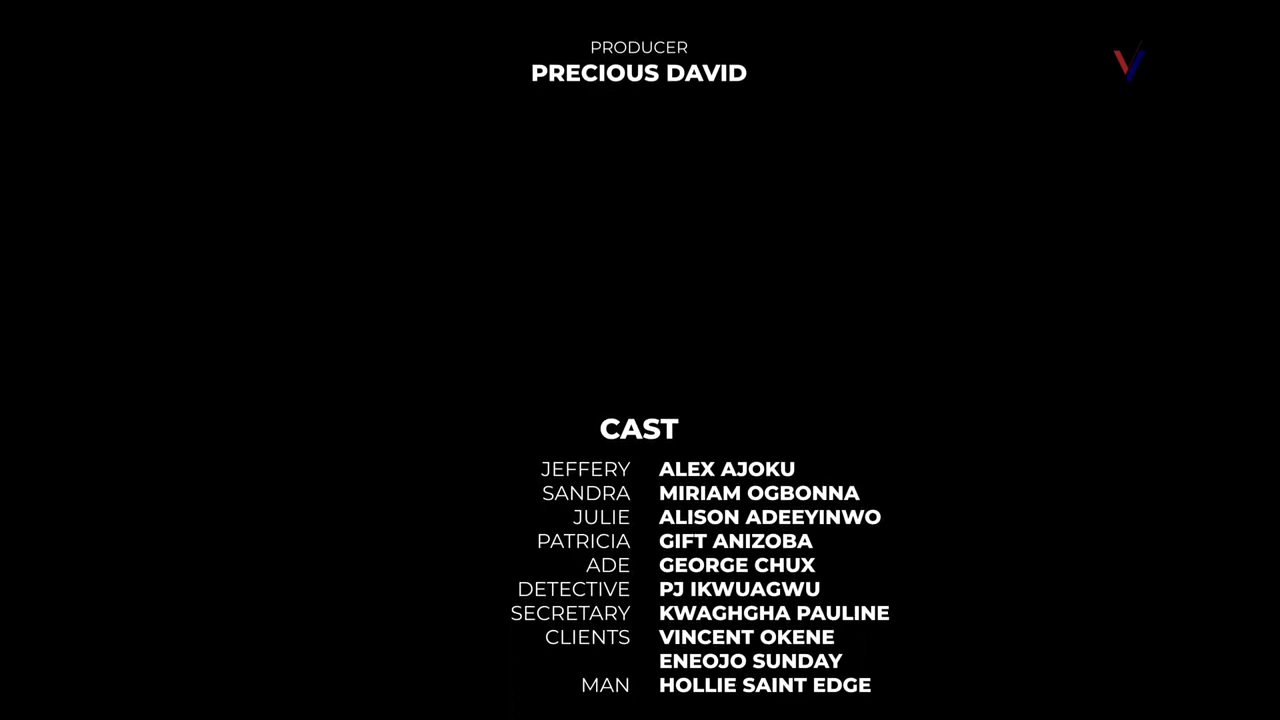 PRODUCER
PRECIOUS DAVID
CAST
JEFFERY ALEX AJOKU
SANDRA MIRIAM OGBONNA
JULIE ALISON ADEEYINWO
PATRICIA GIFT ANIZOBA
ADE GEORGE CHUX
DETECTIVE PJ IKWUAGWU
SECRETARY KWAGHGHA PAULINE
CLIENTS VINCENT OKENE
ENEOJO SUNDAY
MAN HOLLIE SAINT EDGE